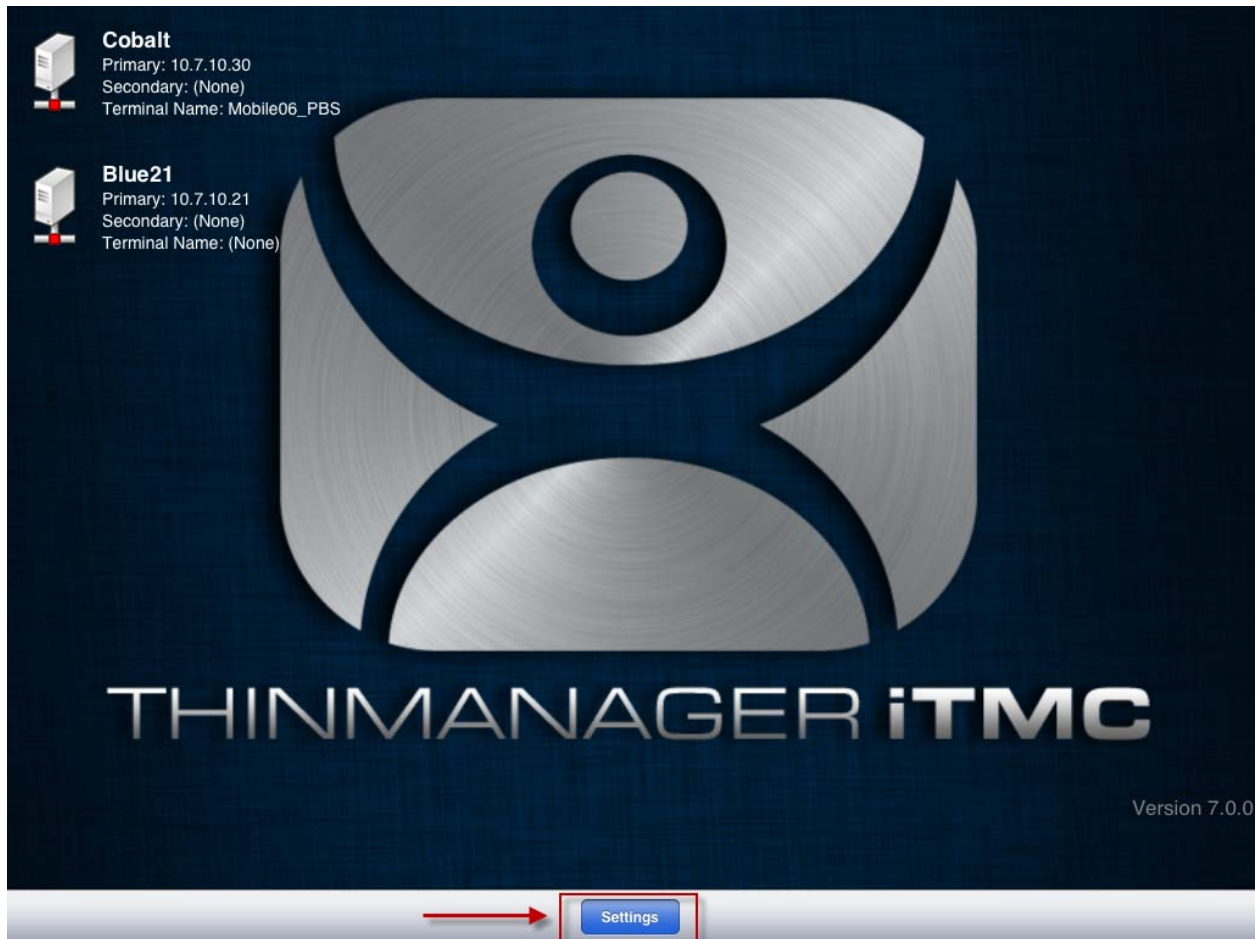 Cobalt
Primary: 10.7.10.30
Secondary: (None)
Terminal Name: Mobile06_PBS
Blue21
Primary: 10.7.10.21
Secondary: (None)
Terminal Name: (None)
THINMANAGER iTMC
Version 7.0.0
Settings